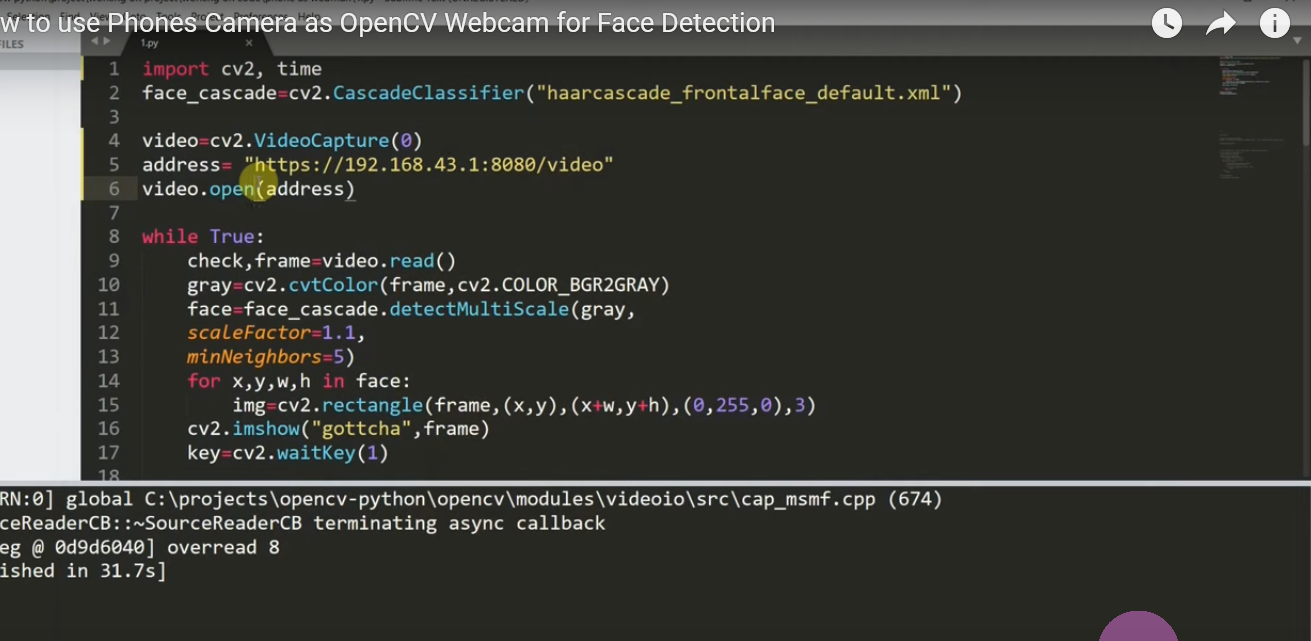 w to use Phones Camera as OpenCV Webcam for Face Detection
FILES
1.py
1 import cv2, time
2 face_cascade=cv2.CascadeClassifier("haarcascade_frontalface_default.xml")
3
4 video=cv2.VideoCapture(0)
5 address= "https://192.168.43.1:8080/video"
6 video.open(address)
7
8 while True:
9 check,frame=video.read()
10 gray=cv2.cvtColor(frame,cv2.COLOR_BGR2GRAY)
11 face=face_cascade.detectMultiScale(gray,
12 scaleFactor=1.1,
13 minNeighbors=5)
14 for x,y,w,h in face:
15 img=cv2.rectangle(frame,(x,y),(x+w,y+h),(0,255,0),3)
16 cv2.imshow("gottcha",frame)
17 key=cv2.waitKey(1)
18
RN:0] global C:\projects\opencv-python\opencv\modules\videoio\src\cap_msmf.cpp (674)
ceReaderCB::~SourceReaderCB terminating async callback
eg @ 0d9d6040] overread 8
ished in 31.7s]